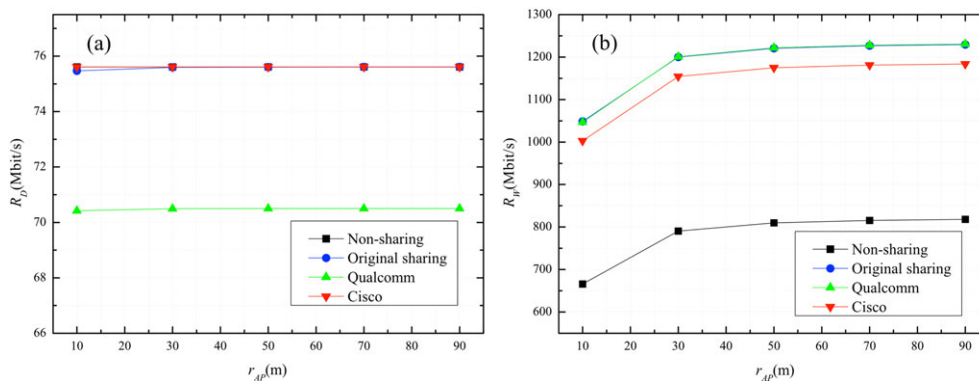 (a)
76
74
72
70
68
66
R_D(Mbit/s)
10 20 30 40 50 60 70 80 90
r_AP(m)
Non-sharing
Original sharing
Qualcomm
Cisco
(b)
1300
1200
1100
1000
900
800
700
600
R_W(Mbit/s)
10 20 30 40 50 60 70 80 90
r_AP(m)
Non-sharing
Original sharing
Qualcomm
Cisco